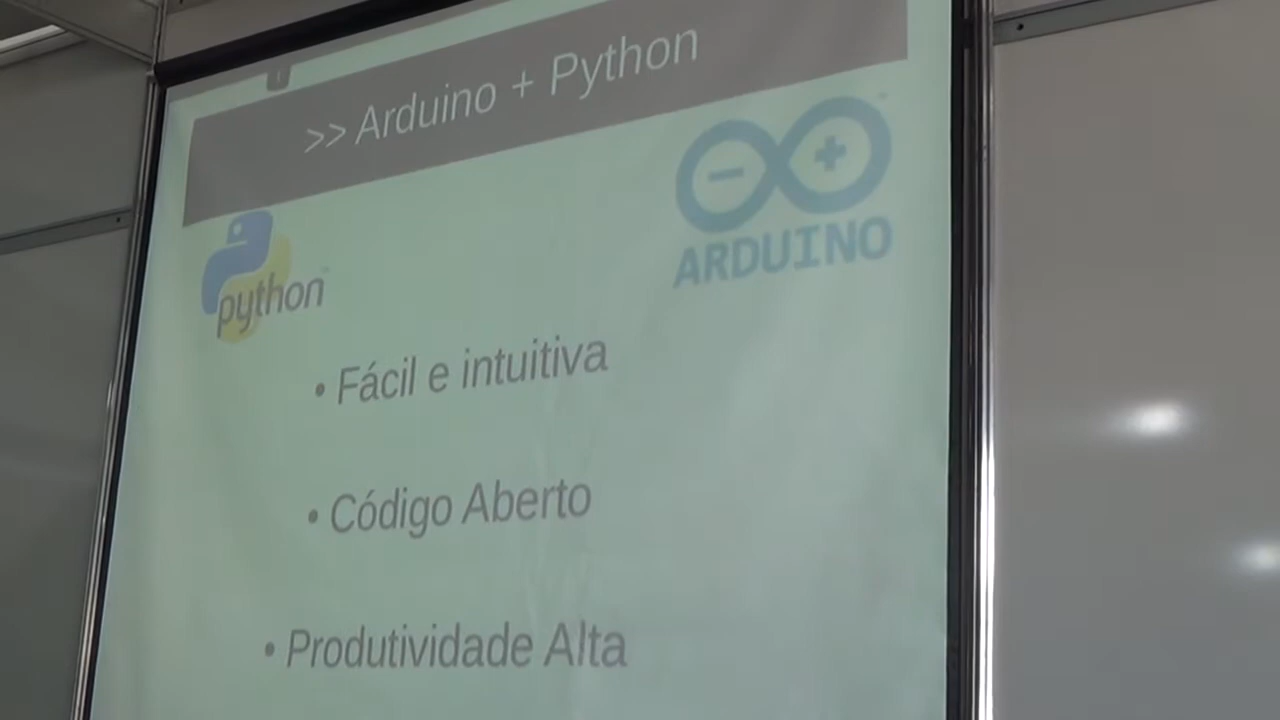 >> Arduino + Python
python
ARDUINO
• Fácil e intuitiva
• Código Aberto
• Produtividade Alta